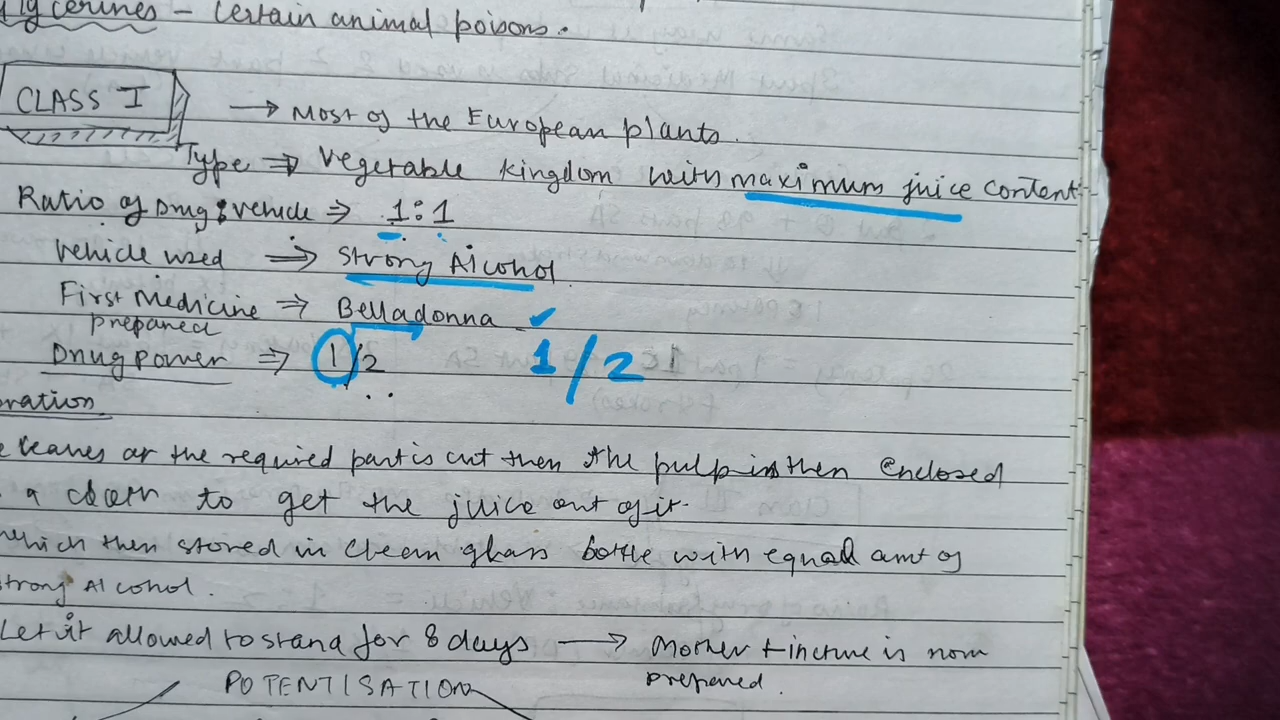 Glycerines - Certain animal poisons.
CLASS I → Most of the European plants.
Type ⇒ Vegetable kingdom with maximum juice content
Ratio of Drug : vehicle ⇒ 1:1
Vehicle used ⇒ Strong Alcohol
First Medicine ⇒ Belladonna ✓
prepared
Drug power ⇒ 1/2 1/2
ration
leaves or the required part is cut then the pulp is then enclosed
a cloth to get the juice out of it.
which then stored in clean glass bottle with equal amt of
strong Alcohol.
Let it allowed to stand for 8 days → Mother tincture is now
prepared.
POTENTISATION